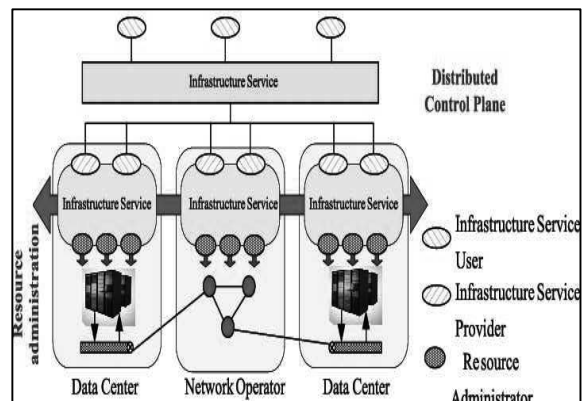 Infrastructure Service
Distributed
Control Plane
Infrastructure Service
Infrastructure Service
Infrastructure Service
Resource
administration
Infrastructure Service
User
Infrastructure Service
Provider
Resource
Administrator
Data Center
Network Operator
Data Center